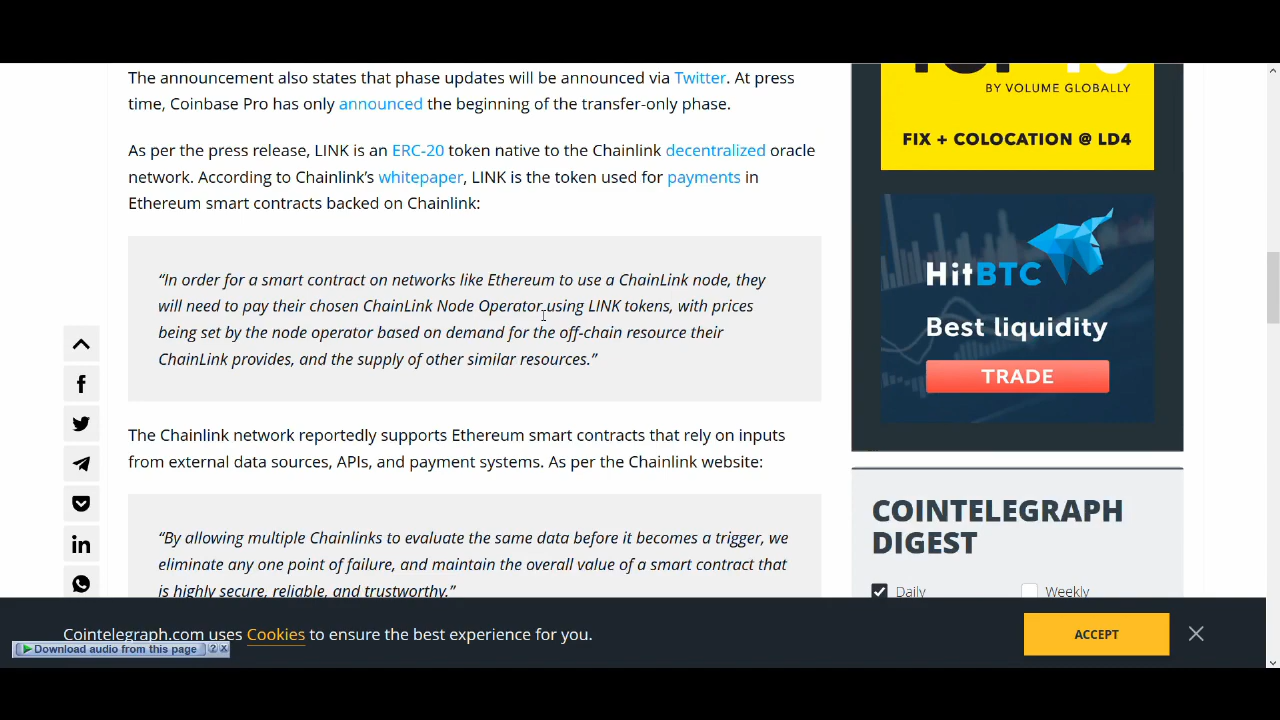 The announcement also states that phase updates will be announced via Twitter. At press
time, Coinbase Pro has only announced the beginning of the transfer-only phase.
As per the press release, LINK is an ERC-20 token native to the Chainlink decentralized oracle
network. According to Chainlink’s whitepaper, LINK is the token used for payments in
Ethereum smart contracts backed on Chainlink:
“In order for a smart contract on networks like Ethereum to use a ChainLink node, they
will need to pay their chosen ChainLink Node Operator using LINK tokens, with prices
being set by the node operator based on demand for the off-chain resource their
ChainLink provides, and the supply of other similar resources.”
The Chainlink network reportedly supports Ethereum smart contracts that rely on inputs
from external data sources, APIs, and payment systems. As per the Chainlink website:
“By allowing multiple Chainlinks to evaluate the same data before it becomes a trigger, we
eliminate any one point of failure, and maintain the overall value of a smart contract that
is highly secure, reliable, and trustworthy.”
BY VOLUME GLOBALLY
FIX + COLOCATION @ LD4
HitBTC
Best liquidity
TRADE
COINTELEGRAPH
DIGEST
Daily Weekly
Cointelegraph.com uses Cookies to ensure the best experience for you.
ACCEPT
Download audio from this page